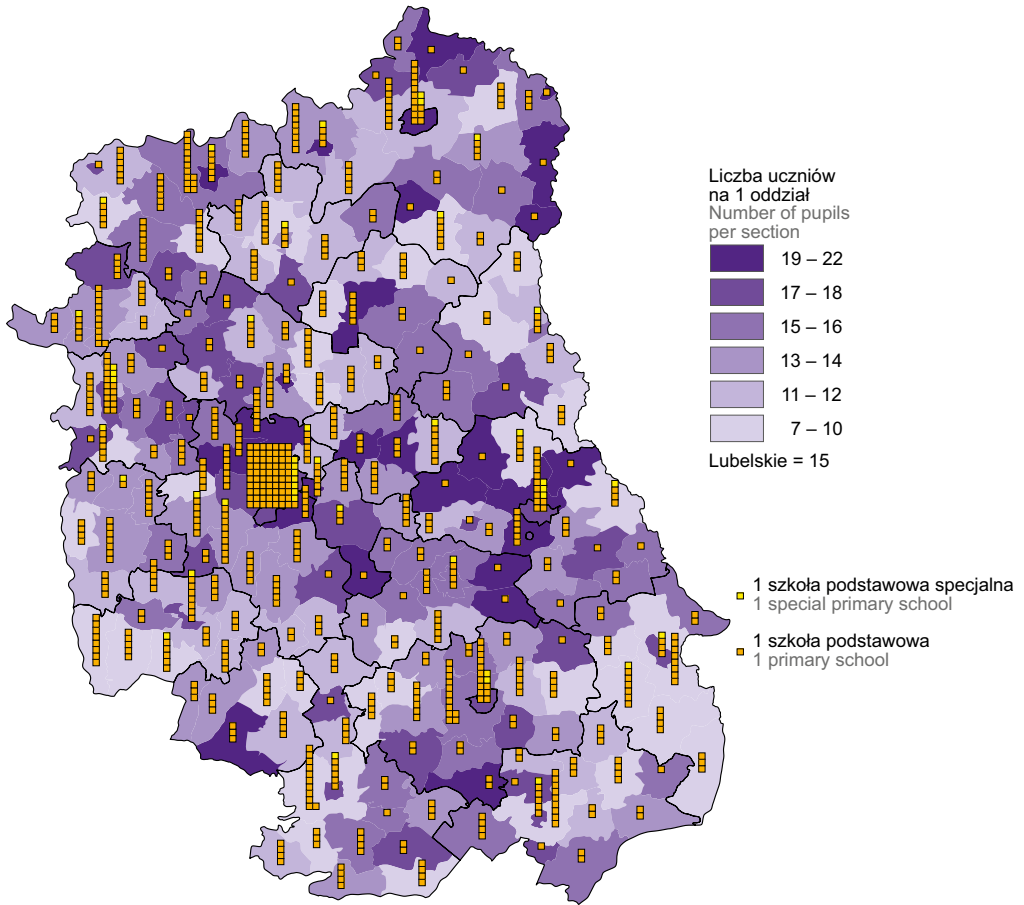 Liczba uczniów
na 1 oddział
Number of pupils
per section
19 – 22
17 – 18
15 – 16
13 – 14
11 – 12
7 – 10
Lubelskie = 15
1 szkoła podstawowa specjalna
1 special primary school
1 szkoła podstawowa
1 primary school